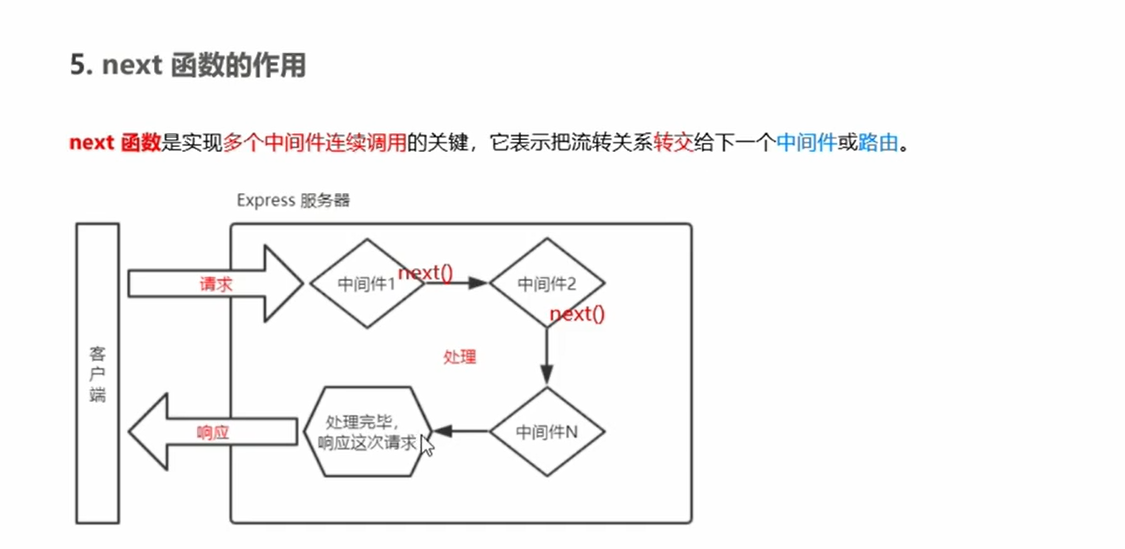 5. next 函数的作用
next 函数是实现多个中间件连续调用的关键，它表示把流转关系转交给下一个中间件或路由。
Express 服务器
请求
中间件1
next()
中间件2
next()
处理
客户端
响应
处理完毕，
响应这次请求
中间件N